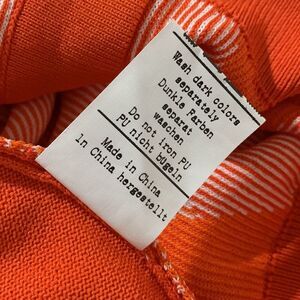 Wash dark colors
separately
Dunkle Farben
separat
waschen
Do not iron PU
PU nicht bügeln
Made in China
in China hergestellt